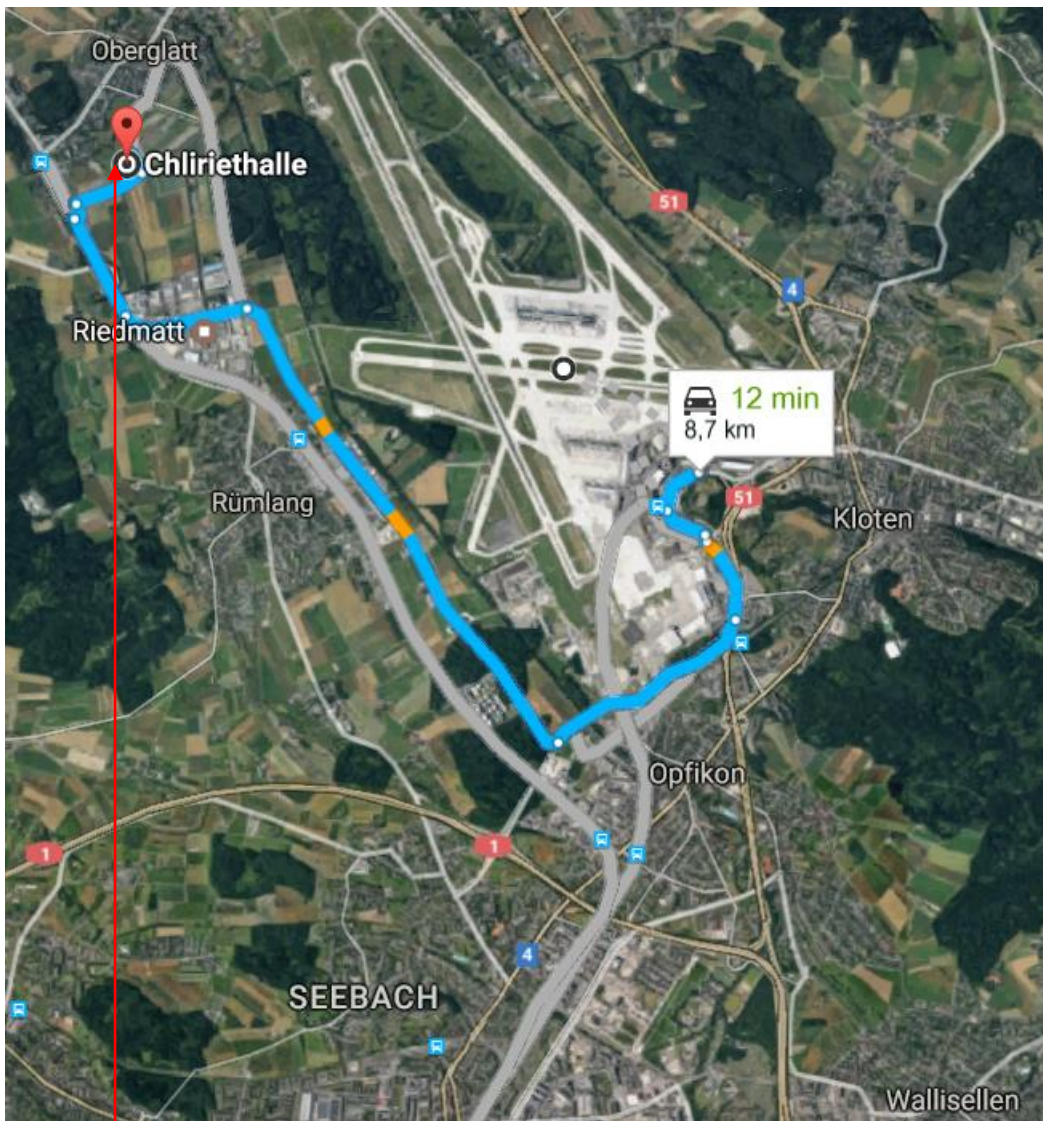 Oberglatt
Chliriethalle
51
4
Riedmatt
12 min
8,7 km
Rümlang
51
Kloten
Opfikon
1
1
4
SEEBACH
Wallisellen